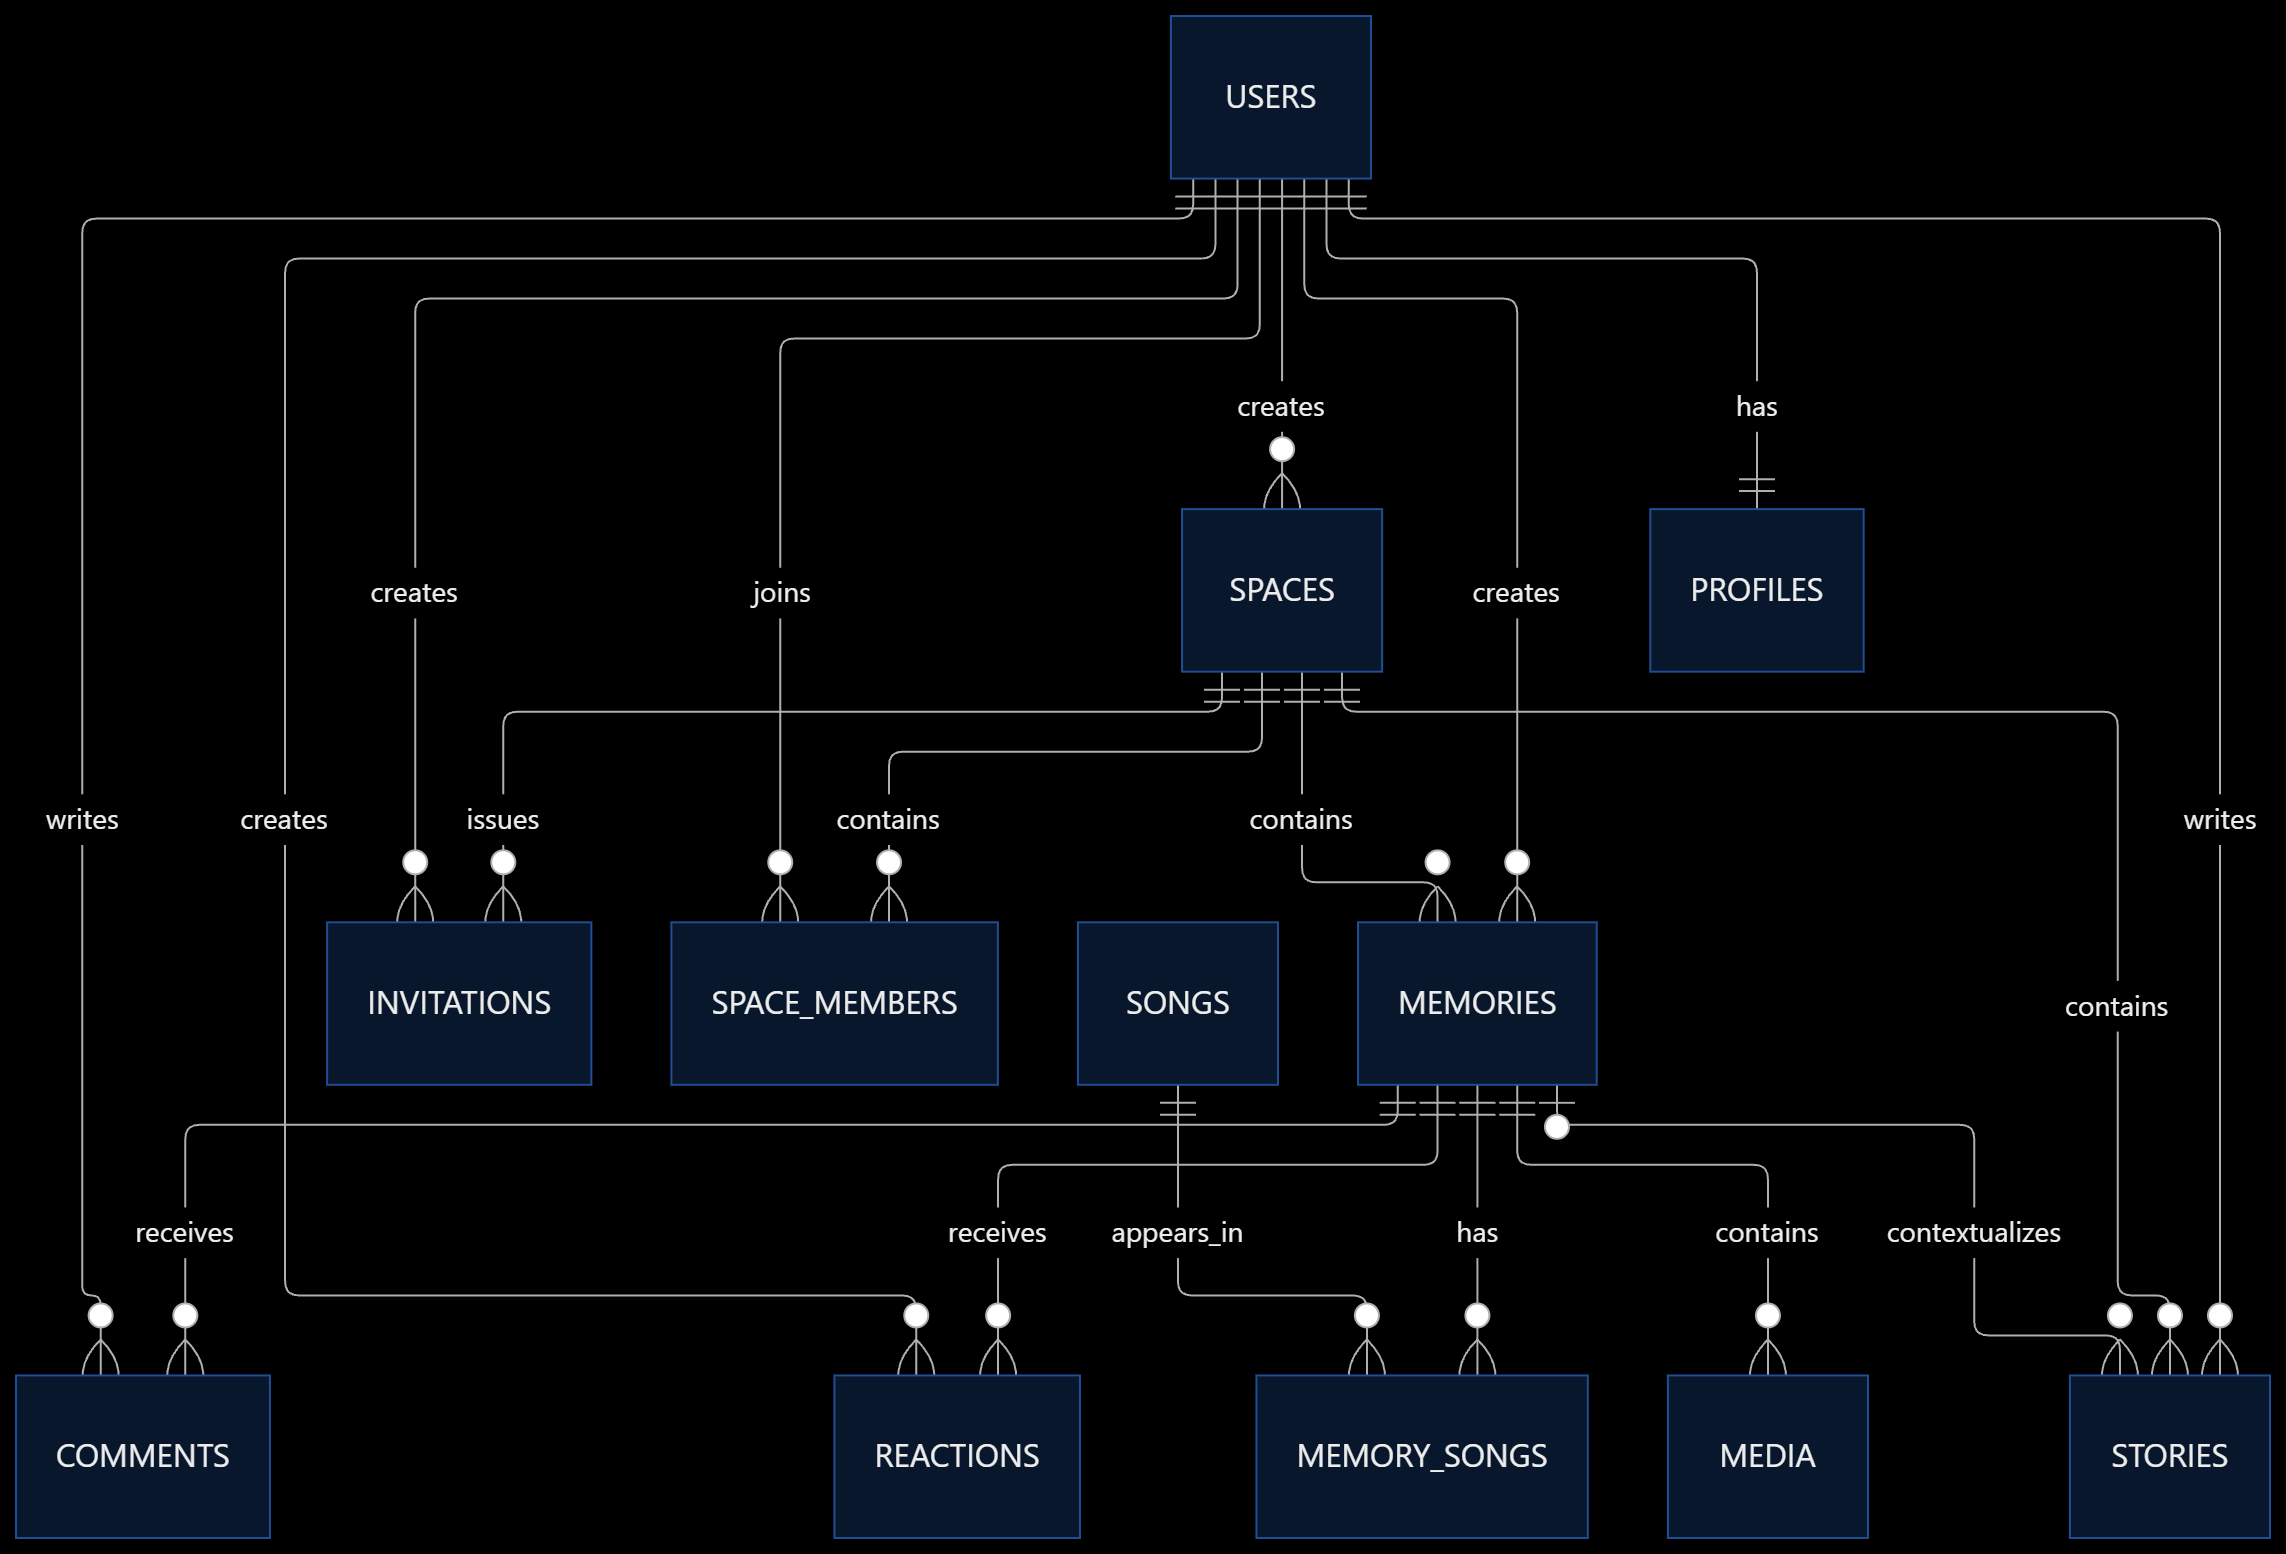 USERS
creates
has
creates
joins
SPACES
creates
PROFILES
writes
creates
issues
contains
contains
writes
INVITATIONS
SPACE_MEMBERS
SONGS
MEMORIES
contains
receives
receives
appears_in
has
contains
contextualizes
COMMENTS
REACTIONS
MEMORY_SONGS
MEDIA
STORIES